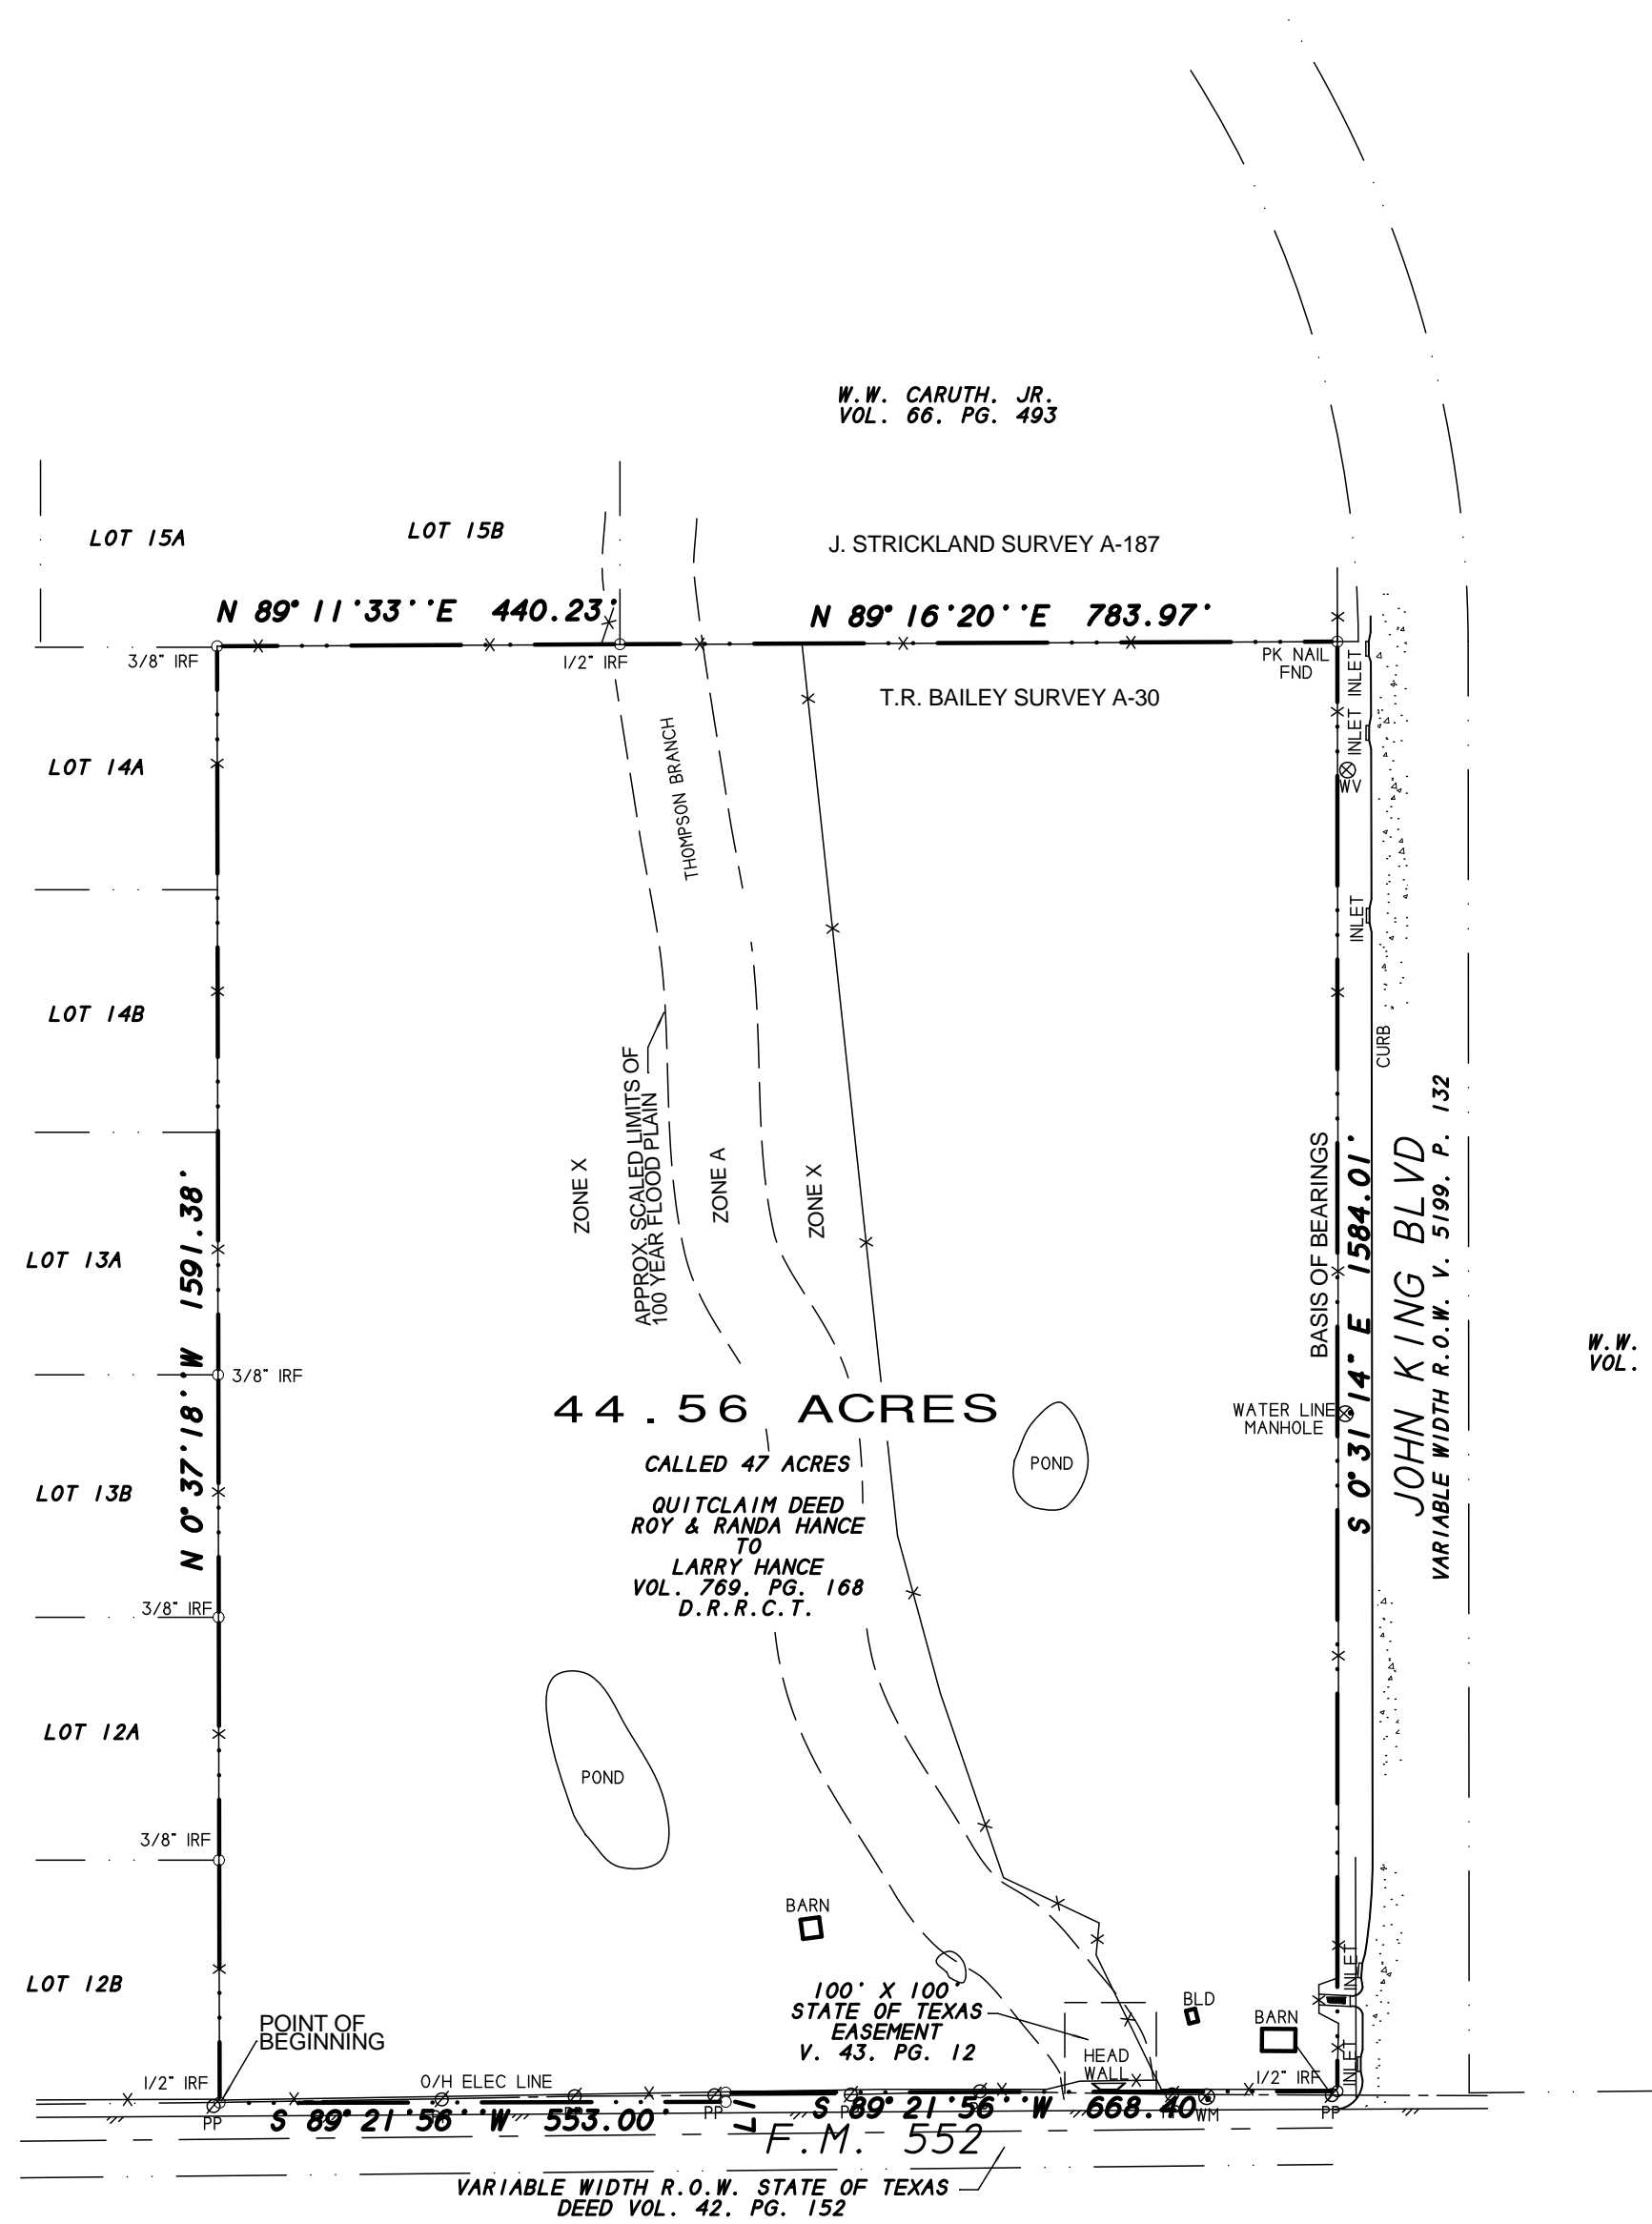 W.W. CARUTH, JR.
VOL. 66, PG. 493
LOT 15A
LOT 15B
J. STRICKLAND SURVEY A-187
N 89° 11'33''E 440.23'
N 89° 16'20''E 783.97'
3/8" IRF
1/2" IRF
PK NAIL
FND
INLET
T.R. BAILEY SURVEY A-30
INLET
THOMPSON BRANCH
LOT 14A
WV
INLET
LOT 14B
CURB
APPROX. SCALED LIMITS OF
100 YEAR FLOOD PLAIN
ZONE X
ZONE A
ZONE X
BASIS OF BEARINGS
S 0°31'14" E 1584.01'
JOHN KING BLVD
VARIABLE WIDTH R.O.W. V. 5199, P. 132
N 0°37'18''W 1591.38'
LOT 13A
W.W.
VOL.
3/8" IRF
44.56 ACRES
WATER LINE
MANHOLE
CALLED 47 ACRES
POND
LOT 13B
QUITCLAIM DEED
ROY & RANDA HANCE
TO
LARRY HANCE
VOL. 769, PG. 168
D.R.R.C.T.
3/8" IRF
LOT 12A
POND
3/8" IRF
BARN
LOT 12B
INLET
100' X 100'
STATE OF TEXAS
EASEMENT
V. 43, PG. 12
BLD
BARN
POINT OF
BEGINNING
HEAD
WALL
INLET
1/2" IRF
O/H ELEC LINE
1/2" IRF
PP
S 89°21'56''W 553.00'
PP
L1
S 89°21'56''W 668.40'
WM
PP
F.M. 552
VARIABLE WIDTH R.O.W. STATE OF TEXAS
DEED VOL. 42, PG. 152